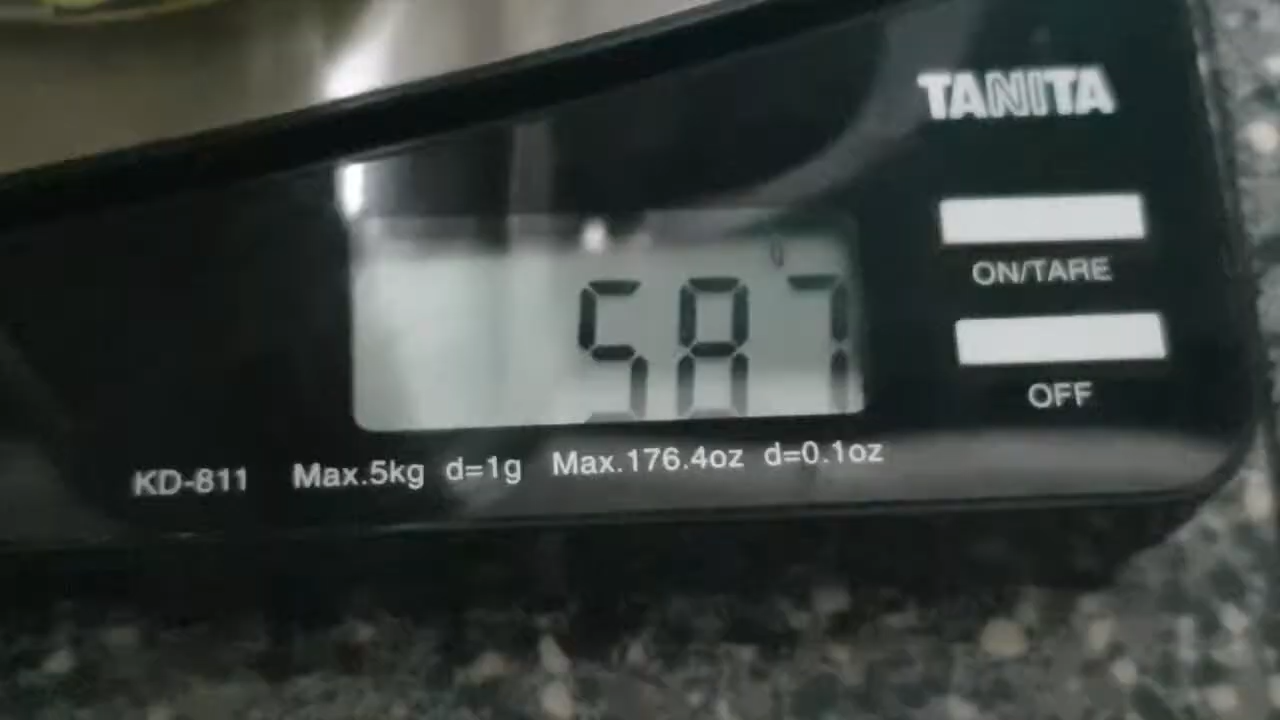 TANITA
ON/TARE
587
OFF
KD-811 Max.5kg d=1g Max.176.4oz d=0.1oz